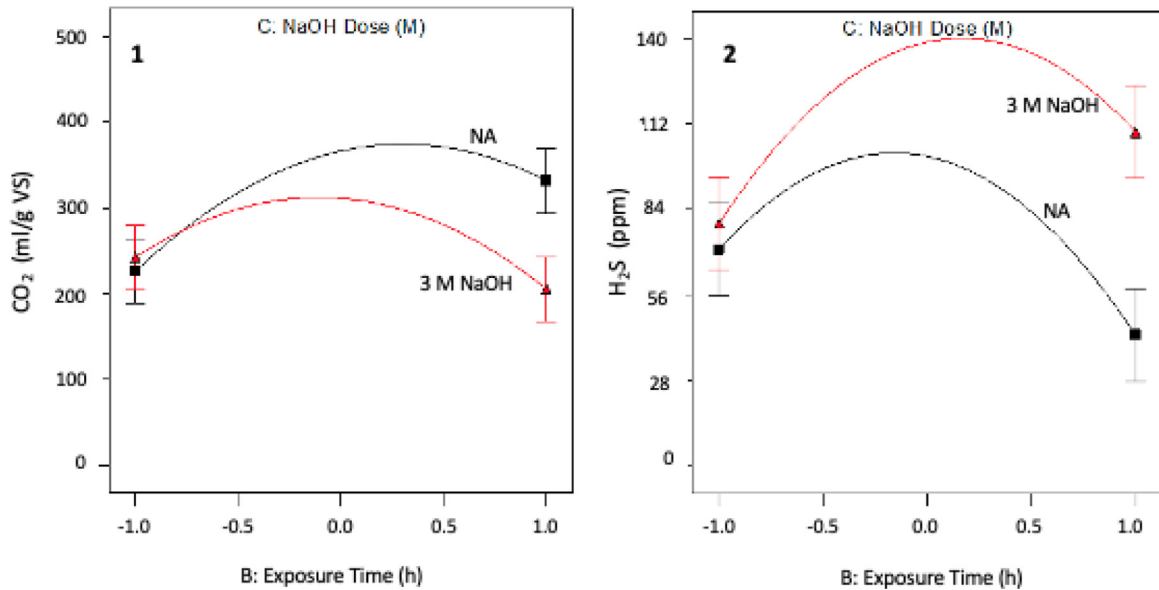 C: NaOH Dose (M)
1
500
400
300
200
100
0
CO2 (ml/g VS)
NA
3 M NaOH
-1.0 -0.5 0.0 0.5 1.0
B: Exposure Time (h)
C: NaOH Dose (M)
2
140
112
84
56
28
0
H2S (ppm)
3 M NaOH
NA
-1.0 -0.5 0.0 0.5 1.0
B: Exposure Time (h)